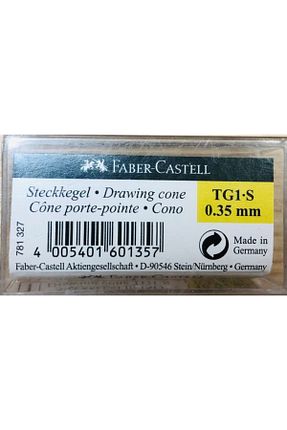 FABER-CASTELL
Steckkegel • Drawing cone
Cône porte-pointe • Cono
TG1·S
0.35 mm
781 327
4 005401 601357
Made in
Germany
Faber-Castell Aktiengesellschaft • D-90546 Stein/Nürnberg • Germany